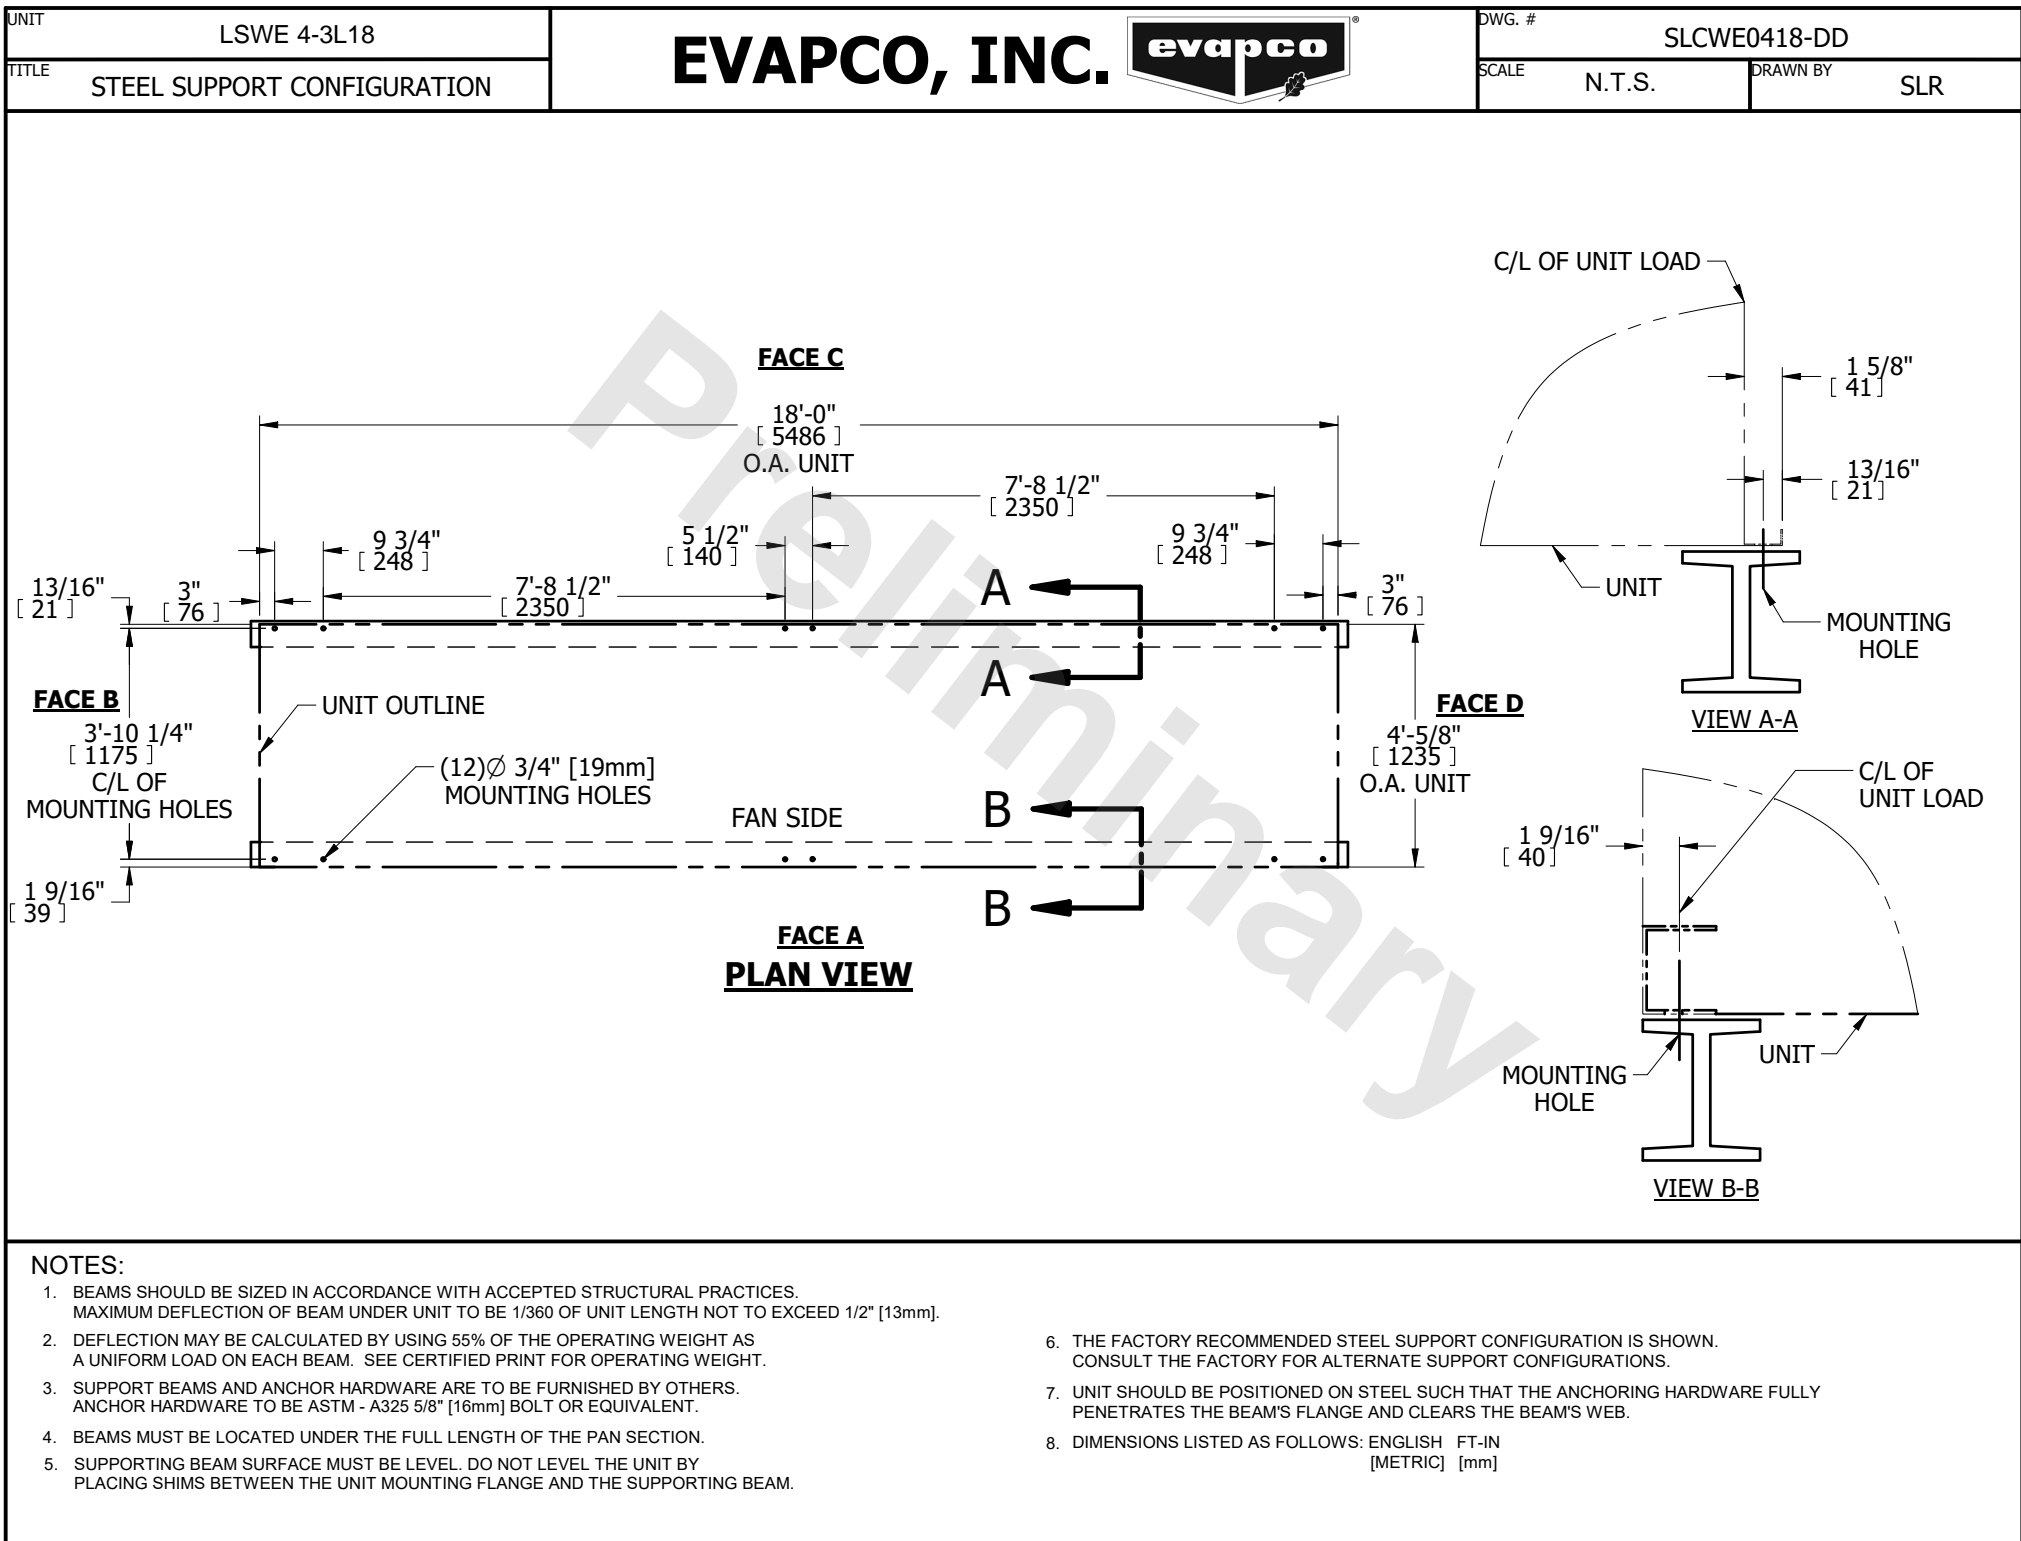 UNIT
LSWE 4-3L18
TITLE
STEEL SUPPORT CONFIGURATION
EVAPCO, INC.
evapco
®
DWG. #
SLCWE0418-DD
SCALE
N.T.S.
DRAWN BY
SLR
FACE C
18'-0"
[ 5486 ]
O.A. UNIT
7'-8 1/2"
[ 2350 ]
9 3/4"
[ 248 ]
5 1/2"
[ 140 ]
9 3/4"
[ 248 ]
13/16"
[ 21 ]
3"
[ 76 ]
7'-8 1/2"
[ 2350 ]
A
3"
[ 76 ]
A
FACE B
3'-10 1/4"
[ 1175 ]
C/L OF
MOUNTING HOLES
UNIT OUTLINE
(12)Ø 3/4" [19mm]
MOUNTING HOLES
FAN SIDE
B
B
FACE D
4'-5/8"
[ 1235 ]
O.A. UNIT
1 9/16"
[ 39 ]
FACE A
PLAN VIEW
Preliminary
C/L OF UNIT LOAD
1 5/8"
[ 41 ]
13/16"
[ 21 ]
UNIT
MOUNTING
HOLE
VIEW A-A
C/L OF
UNIT LOAD
1 9/16"
[ 40 ]
UNIT
MOUNTING
HOLE
VIEW B-B
NOTES:
1. BEAMS SHOULD BE SIZED IN ACCORDANCE WITH ACCEPTED STRUCTURAL PRACTICES.
MAXIMUM DEFLECTION OF BEAM UNDER UNIT TO BE 1/360 OF UNIT LENGTH NOT TO EXCEED 1/2" [13mm].
2. DEFLECTION MAY BE CALCULATED BY USING 55% OF THE OPERATING WEIGHT AS
A UNIFORM LOAD ON EACH BEAM. SEE CERTIFIED PRINT FOR OPERATING WEIGHT.
3. SUPPORT BEAMS AND ANCHOR HARDWARE ARE TO BE FURNISHED BY OTHERS.
ANCHOR HARDWARE TO BE ASTM - A325 5/8" [16mm] BOLT OR EQUIVALENT.
4. BEAMS MUST BE LOCATED UNDER THE FULL LENGTH OF THE PAN SECTION.
5. SUPPORTING BEAM SURFACE MUST BE LEVEL. DO NOT LEVEL THE UNIT BY
PLACING SHIMS BETWEEN THE UNIT MOUNTING FLANGE AND THE SUPPORTING BEAM.
6. THE FACTORY RECOMMENDED STEEL SUPPORT CONFIGURATION IS SHOWN.
CONSULT THE FACTORY FOR ALTERNATE SUPPORT CONFIGURATIONS.
7. UNIT SHOULD BE POSITIONED ON STEEL SUCH THAT THE ANCHORING HARDWARE FULLY
PENETRATES THE BEAM'S FLANGE AND CLEARS THE BEAM'S WEB.
8. DIMENSIONS LISTED AS FOLLOWS: ENGLISH FT-IN
[METRIC] [mm]